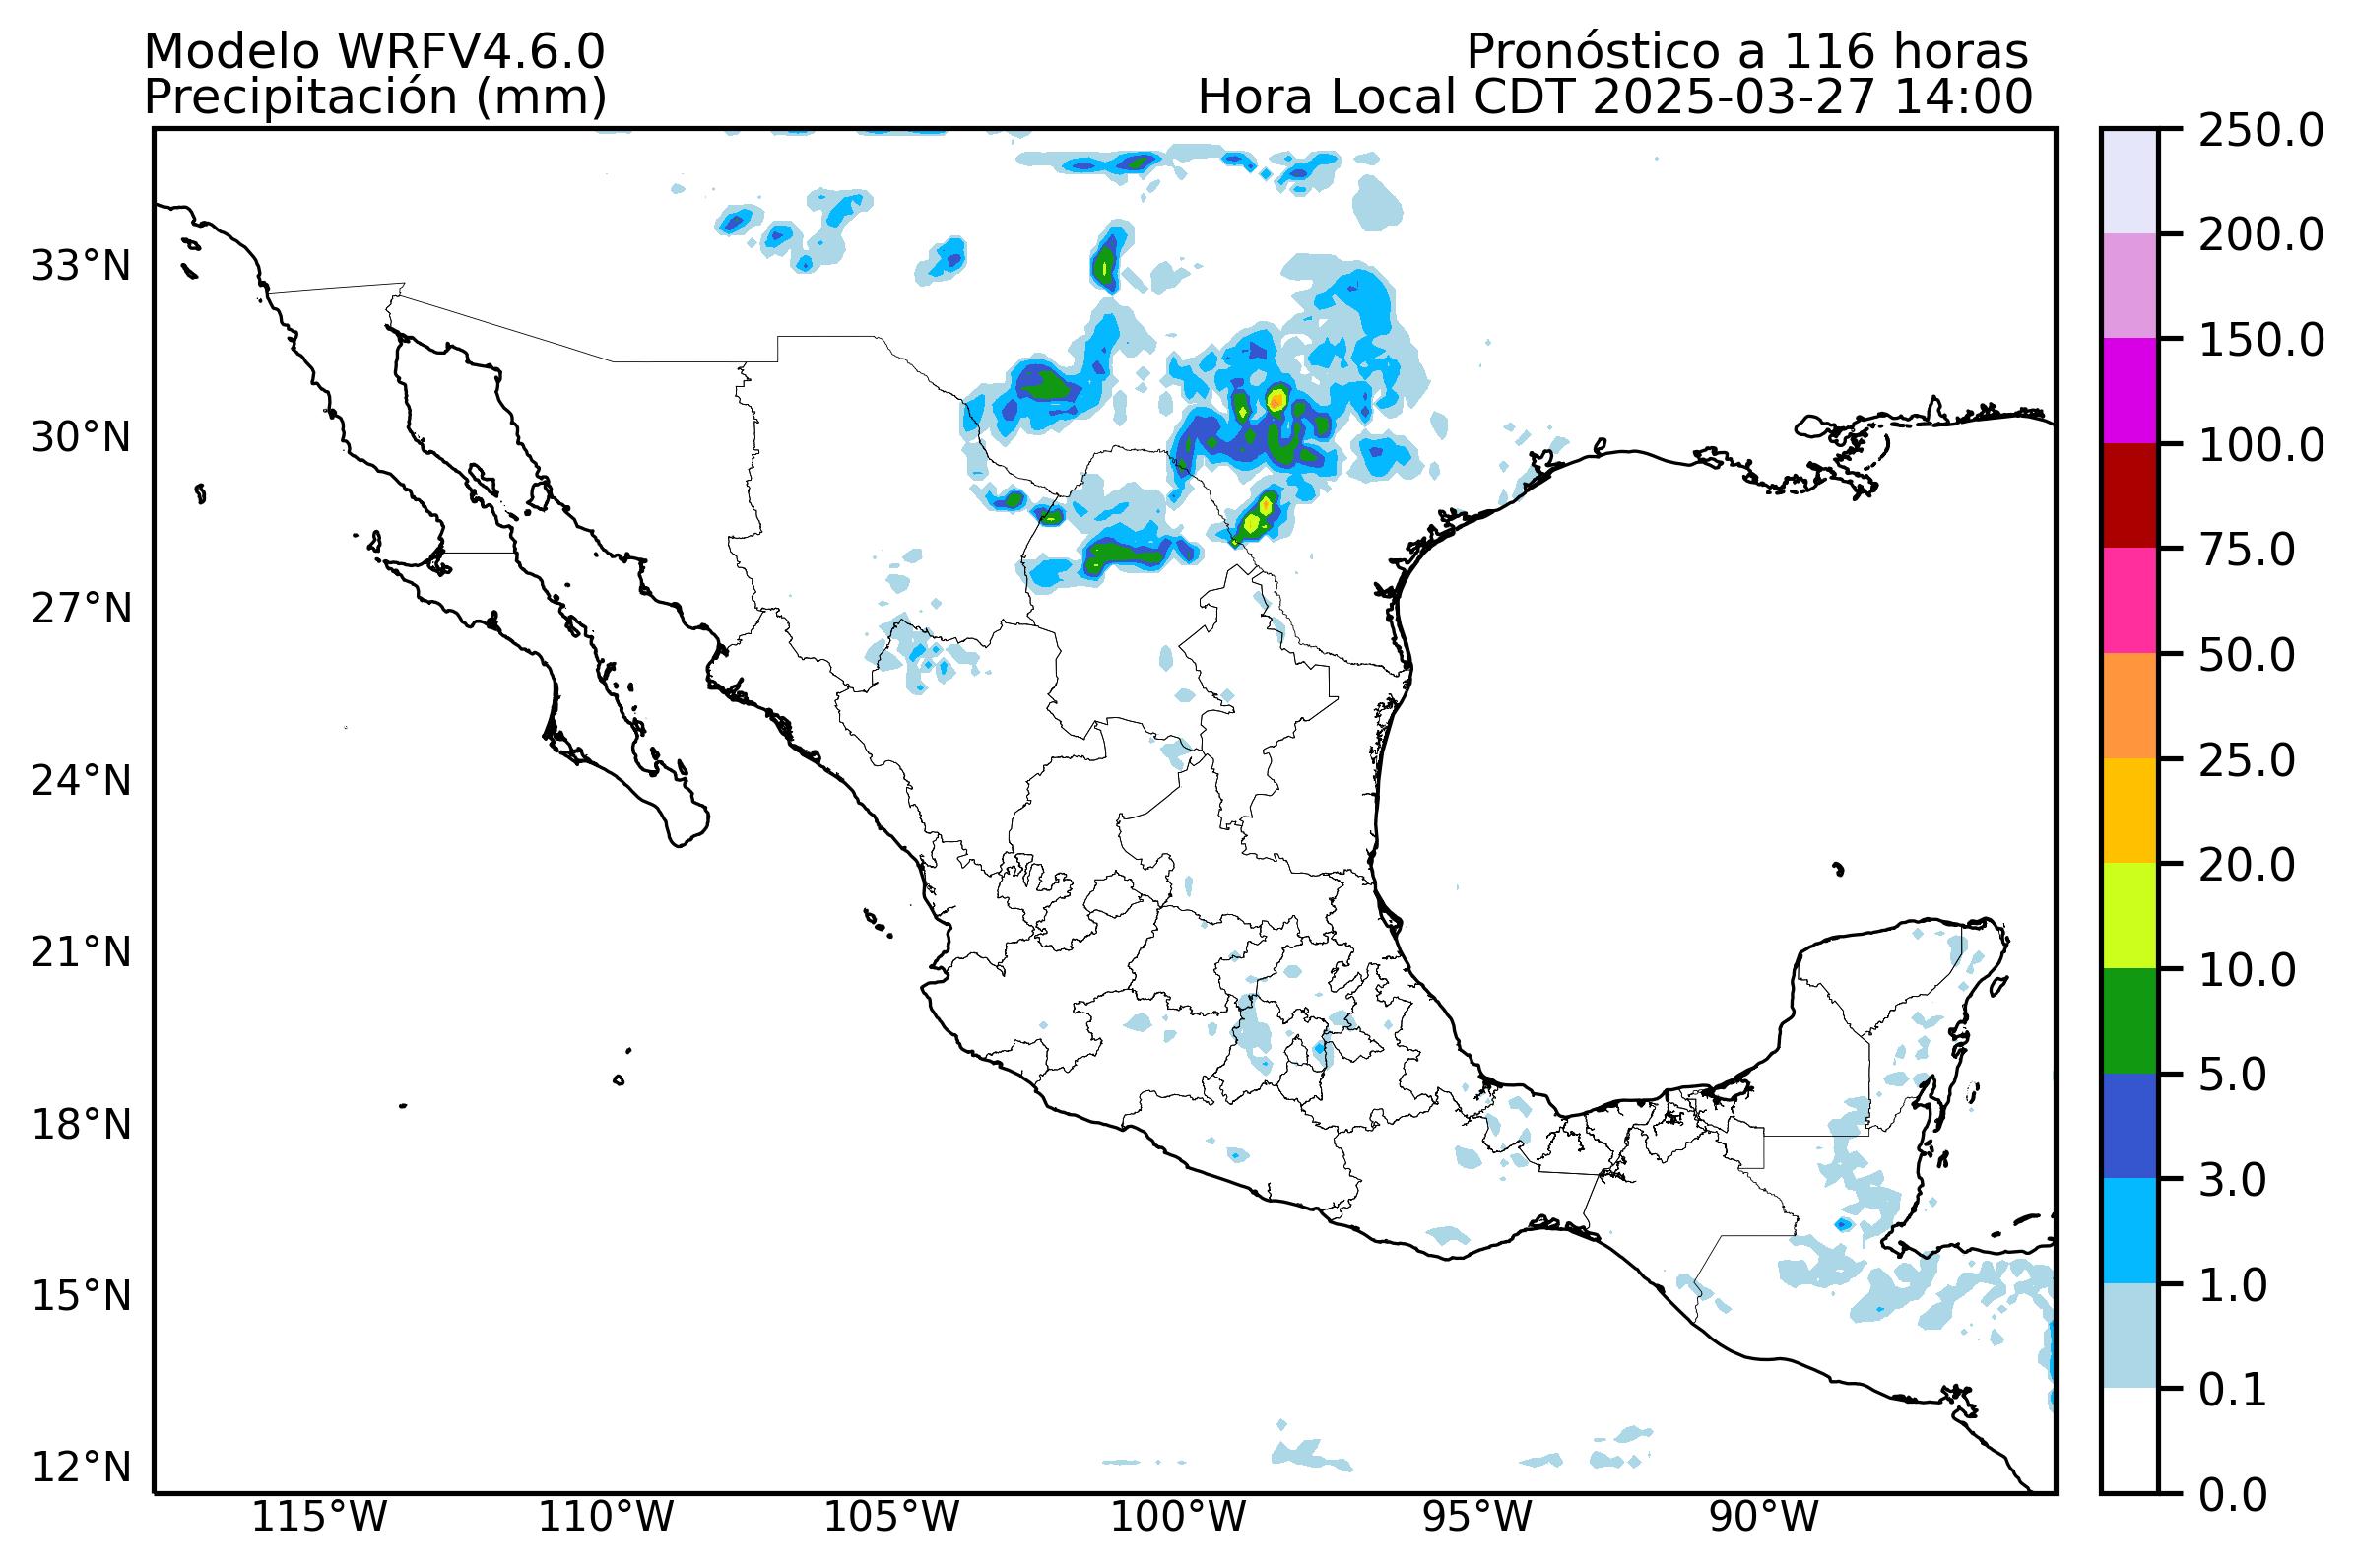 Modelo WRFV4.6.0
Pronóstico a 116 horas
Precipitación (mm)
Hora Local CDT 2025-03-27 14:00
33°N
30°N
27°N
24°N
21°N
18°N
15°N
12°N
115°W
110°W
105°W
100°W
95°W
90°W
250.0
200.0
150.0
100.0
75.0
50.0
25.0
20.0
10.0
5.0
3.0
1.0
0.1
0.0